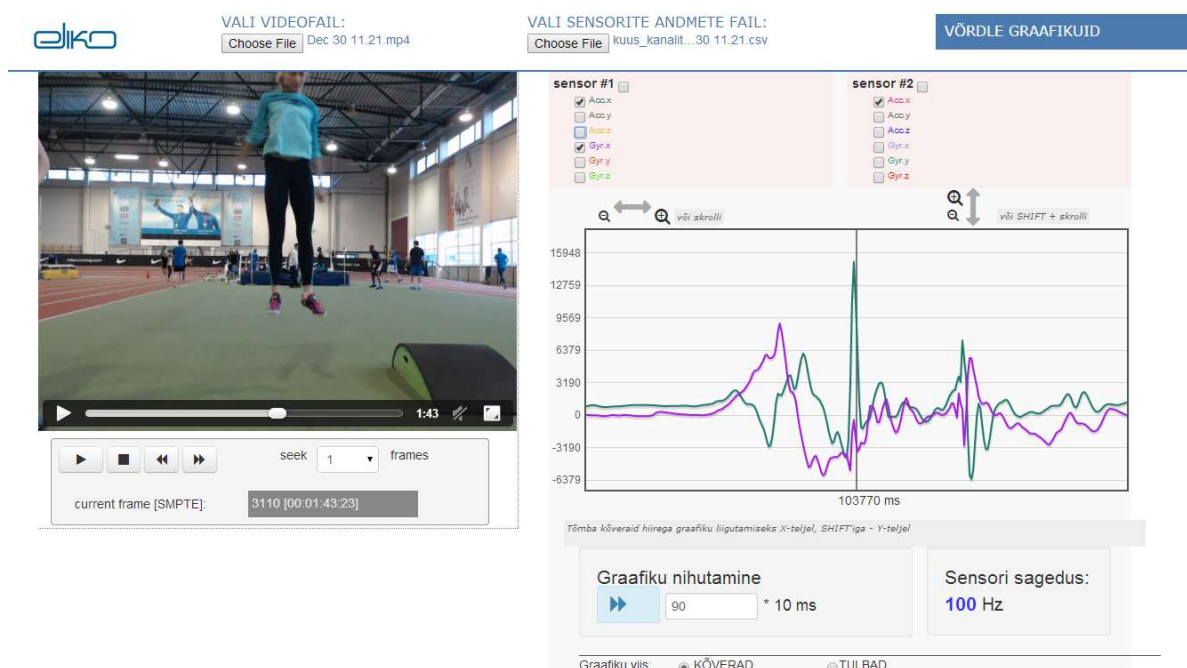 eliko
VALI VIDEOFAIL:
Choose File Dec 30 11.21.mp4
VALI SENSORITE ANDMETE FAIL:
Choose File kuus_kanalit...30 11.21.csv
VÕRDLE GRAAFIKUID
1:43
seek 1 frames
current frame [SMPTE]: 3110 [00:01:43:23]
sensor #1
Acc.x
Acc.y
Acc.z
Gyr.x
Gyr.y
Gyr.z
sensor #2
Acc.x
Acc.y
Acc.z
Gyr.x
Gyr.y
Gyr.z
või skrolli
või SHIFT + skrolli
15948
12759
9569
6379
3190
0
-3190
-6379
103770 ms
Tõmba kõveraid hiirega graafiku liigutamiseks X-teljel, SHIFT'iga - Y-teljel
Graafiku nihutamine
90 * 10 ms
Sensori sagedus:
100 Hz
Graafiku viis: KÕVERAD TULBAD